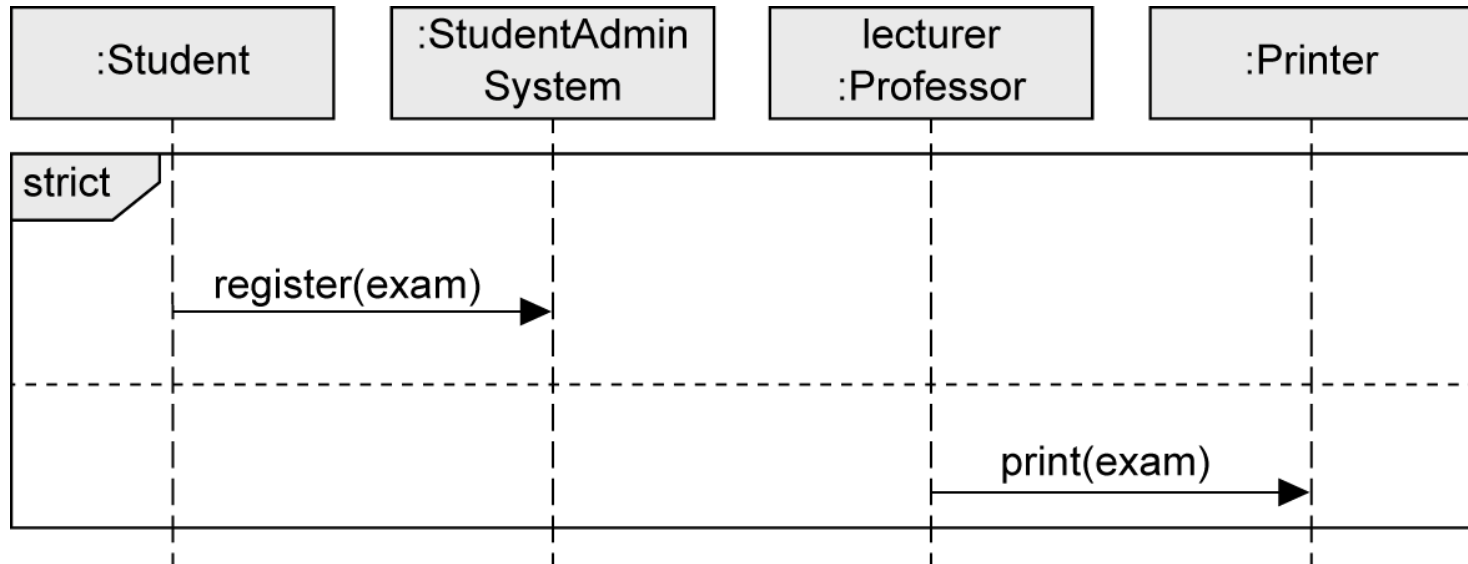 :Student
:StudentAdmin
System
lecturer
:Professor
:Printer
strict
register(exam)
print(exam)